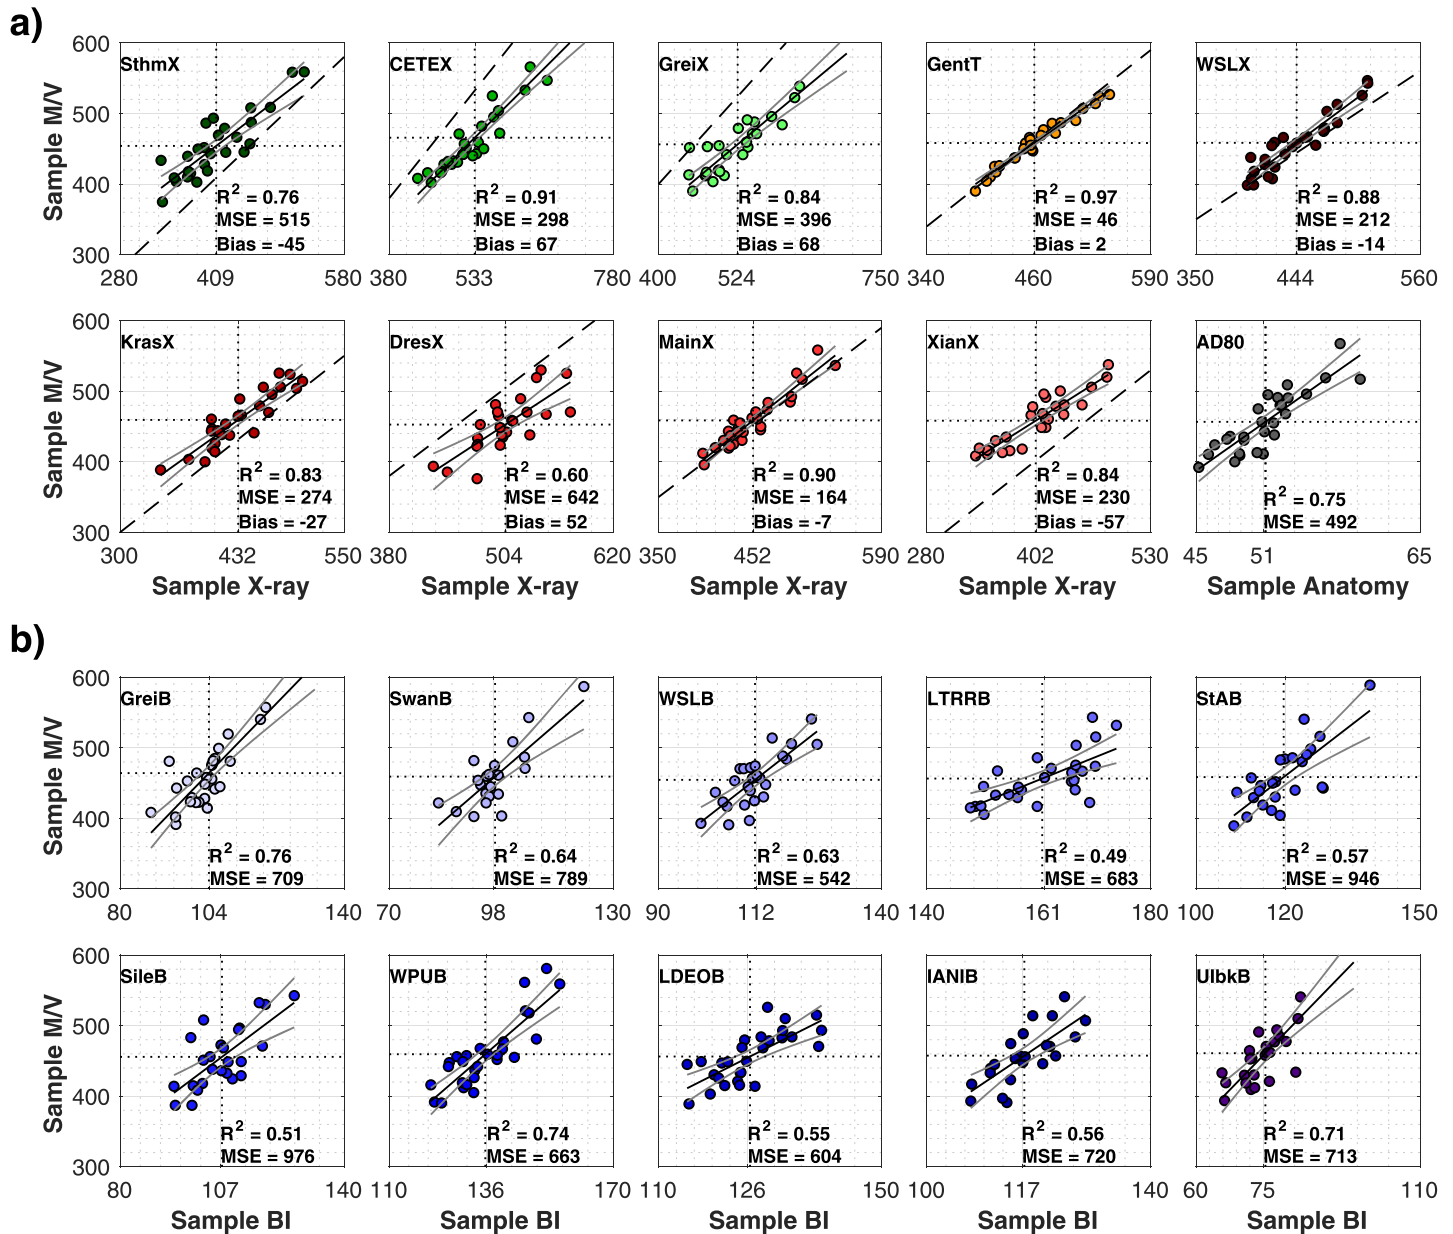 a)
Sample M/V
600
500
400
300
SthmX
R² = 0.76
MSE = 515
Bias = -45
280 409 580
CETEX
R² = 0.91
MSE = 298
Bias = 67
380 533 780
GreiX
R² = 0.84
MSE = 396
Bias = 68
400 524 750
GentT
R² = 0.97
MSE = 46
Bias = 2
340 460 590
WSLX
R² = 0.88
MSE = 212
Bias = -14
350 444 560
Sample M/V
600
500
400
300
KrasX
R² = 0.83
MSE = 274
Bias = -27
300 432 550
Sample X-ray
DresX
R² = 0.60
MSE = 642
Bias = 52
380 504 620
Sample X-ray
MainX
R² = 0.90
MSE = 164
Bias = -7
350 452 590
Sample X-ray
XianX
R² = 0.84
MSE = 230
Bias = -57
280 402 530
Sample X-ray
AD80
R² = 0.75
MSE = 492
45 51 65
Sample Anatomy
b)
Sample M/V
600
500
400
300
GreiB
R² = 0.76
MSE = 709
80 104 140
SwanB
R² = 0.64
MSE = 789
70 98 130
WSLB
R² = 0.63
MSE = 542
90 112 140
LTRRB
R² = 0.49
MSE = 683
140 161 180
StAB
R² = 0.57
MSE = 946
100 120 150
Sample M/V
600
500
400
300
SileB
R² = 0.51
MSE = 976
80 107 140
Sample BI
WPUB
R² = 0.74
MSE = 663
110 136 170
Sample BI
LDEOB
R² = 0.55
MSE = 604
110 126 150
Sample BI
IANIB
R² = 0.56
MSE = 720
100 117 140
Sample BI
UIbkB
R² = 0.71
MSE = 713
60 75 110
Sample BI